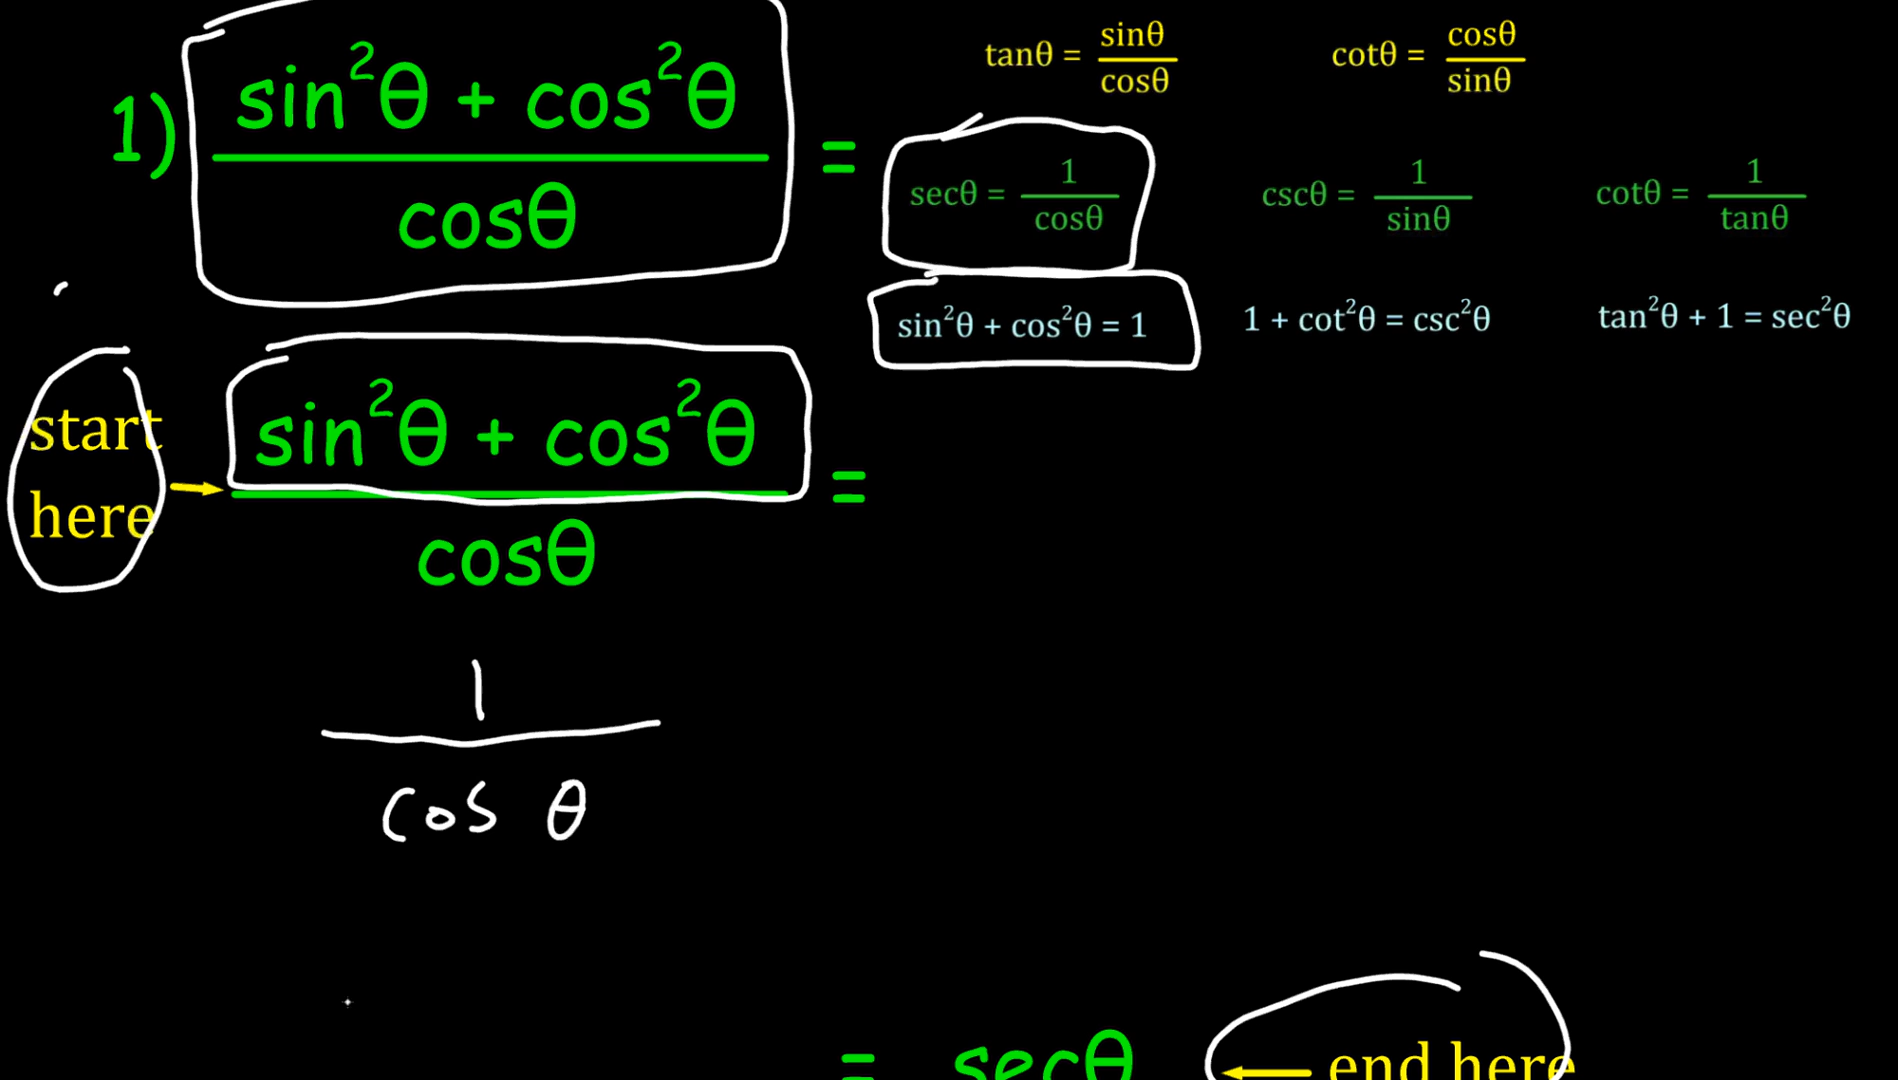 1) sin²θ + cos²θ / cosθ =
tanθ = sinθ / cosθ
cotθ = cosθ / sinθ
secθ = 1 / cosθ
cscθ = 1 / sinθ
cotθ = 1 / tanθ
sin²θ + cos²θ = 1
1 + cot²θ = csc²θ
tan²θ + 1 = sec²θ
start
here
sin²θ + cos²θ / cosθ =
1 / cos θ
= secθ
end here